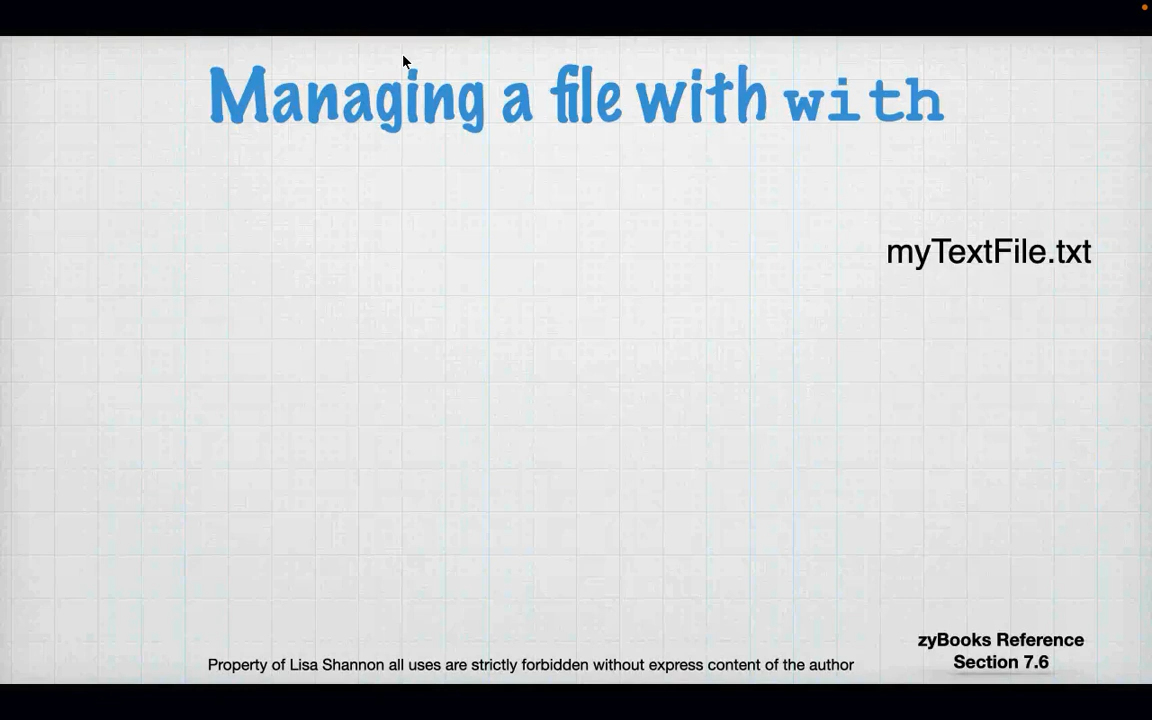 Managing a file with with
myTextFile.txt
zyBooks Reference
Section 7.6
Property of Lisa Shannon all uses are strictly forbidden without express content of the author